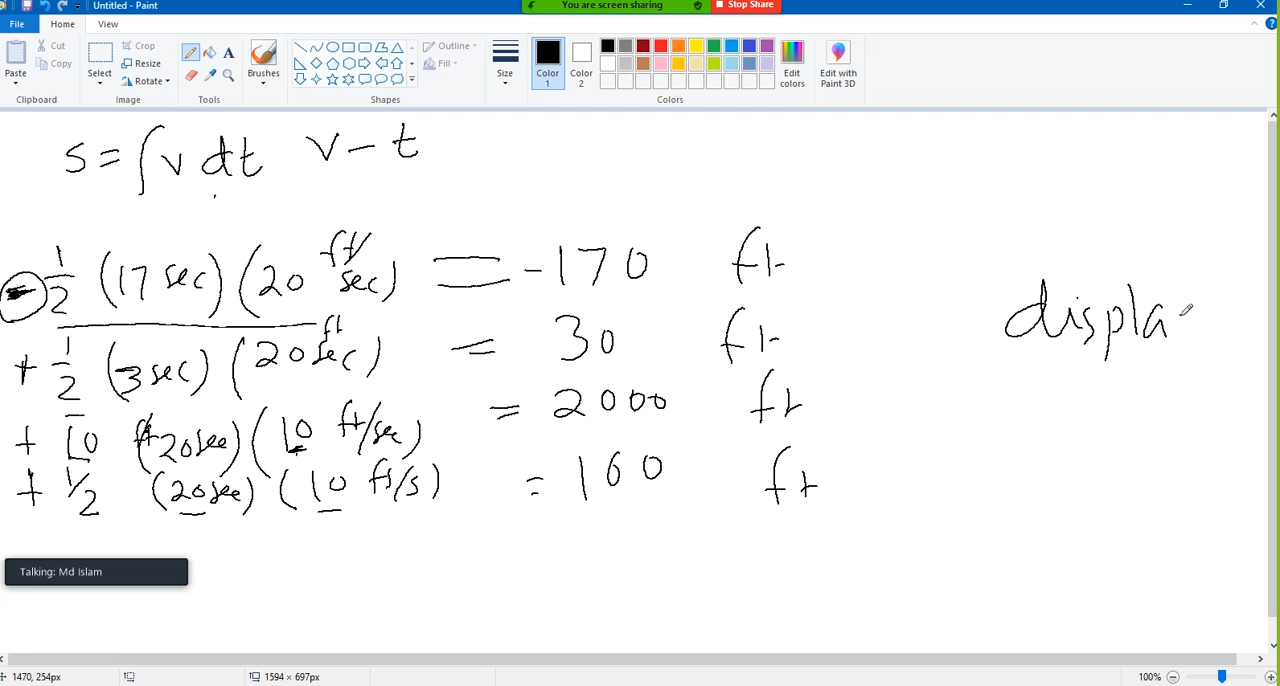 Untitled - Paint
You are screen sharing
Stop Share
File Home View
Paste
Cut
Copy
Clipboard
Select
Crop
Resize
Rotate
Image
A
Tools
Brushes
Outline
Fill
Shapes
Size
Color 1
Color 2
Edit colors
Colors
Edit with Paint 3D
s = ∫ v dt v - t
- 1/2 (17 sec) (20 ft/sec) = -170 ft
+ 1/2 (3 sec) (20 ft/sec) = 30 ft
+ 10 (20 sec) (10 ft/sec) = 2000 ft
+ 1/2 (20 sec) (10 ft/s) = 160 ft
displa
Talking: Md Islam
1470, 254px
1594 × 697px
100%